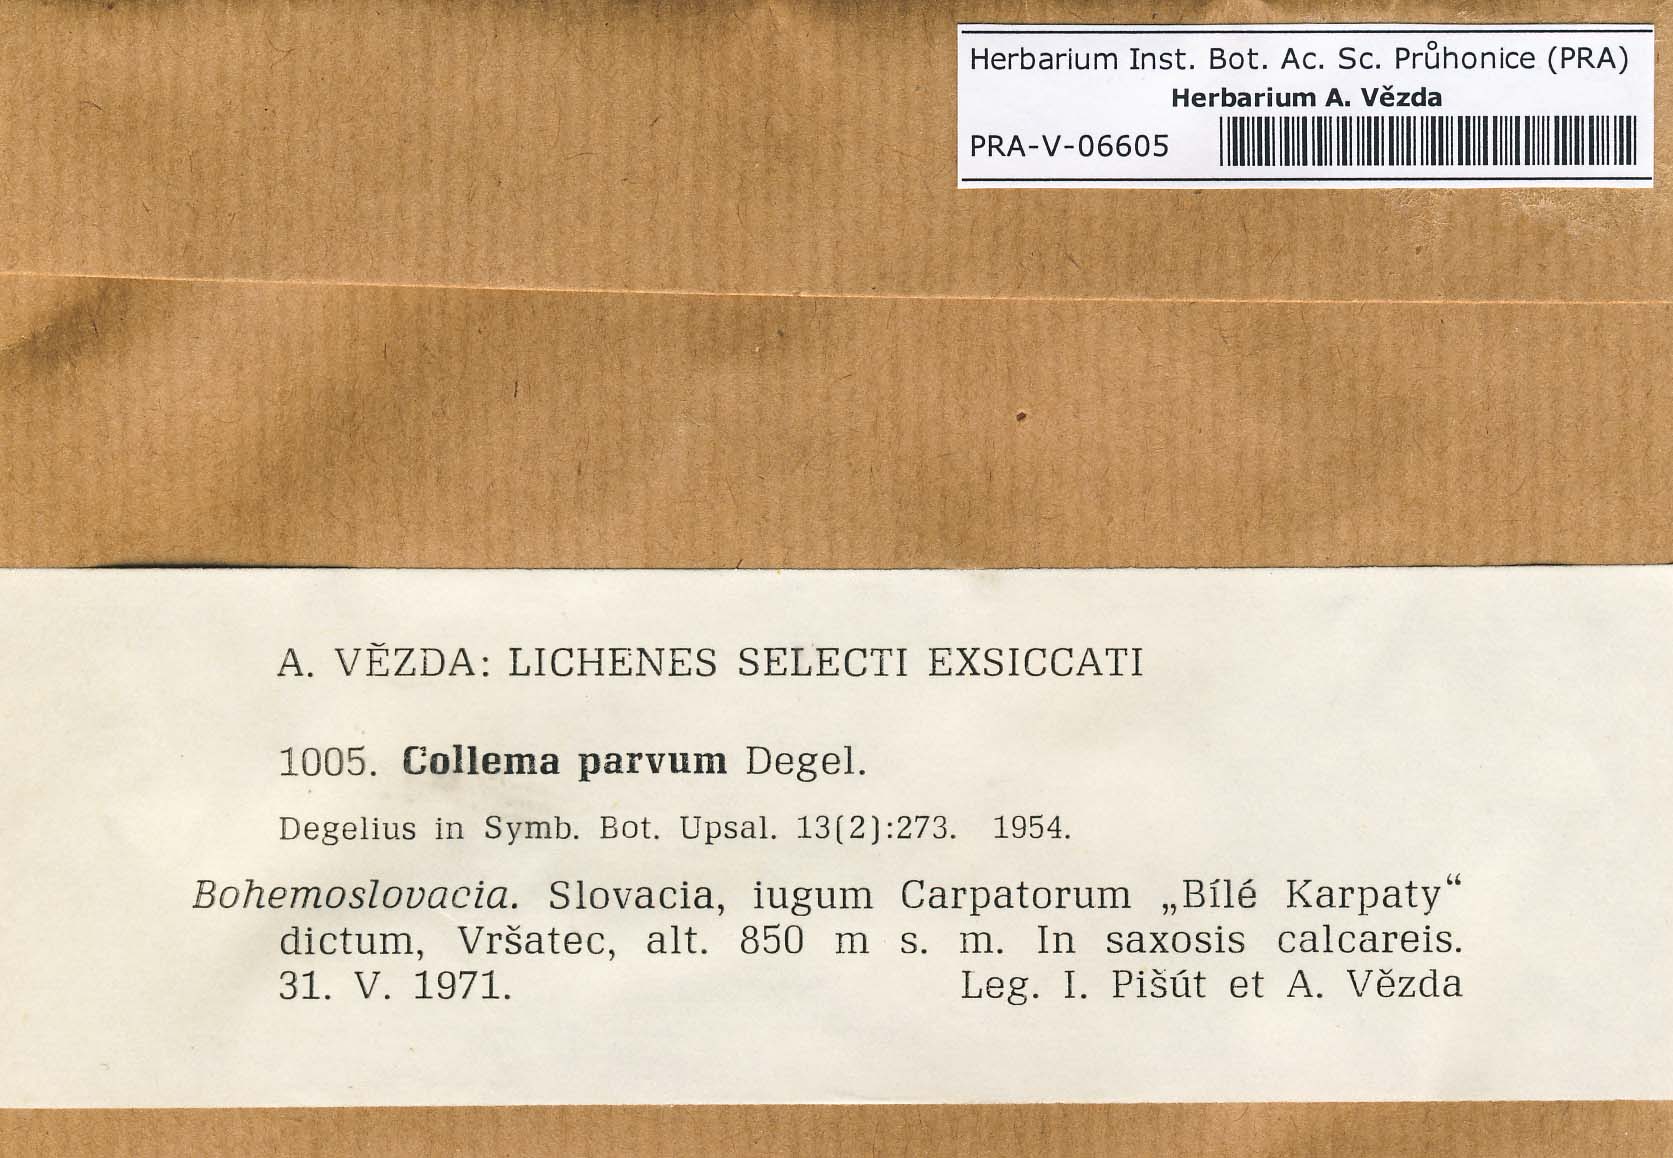 Herbarium Inst. Bot. Ac. Sc. Průhonice (PRA)
Herbarium A. Vězda
PRA-V-06605
A. VĚZDA: LICHENES SELECTI EXSICCATI
1005. Collema parvum Degel.
Degelius in Symb. Bot. Upsal. 13(2):273. 1954.
Bohemoslovacia. Slovacia, iugum Carpatorum „Bílé Karpaty“
dictum, Vršatec, alt. 850 m s. m. In saxosis calcareis.
31. V. 1971. Leg. I. Pišút et A. Vězda